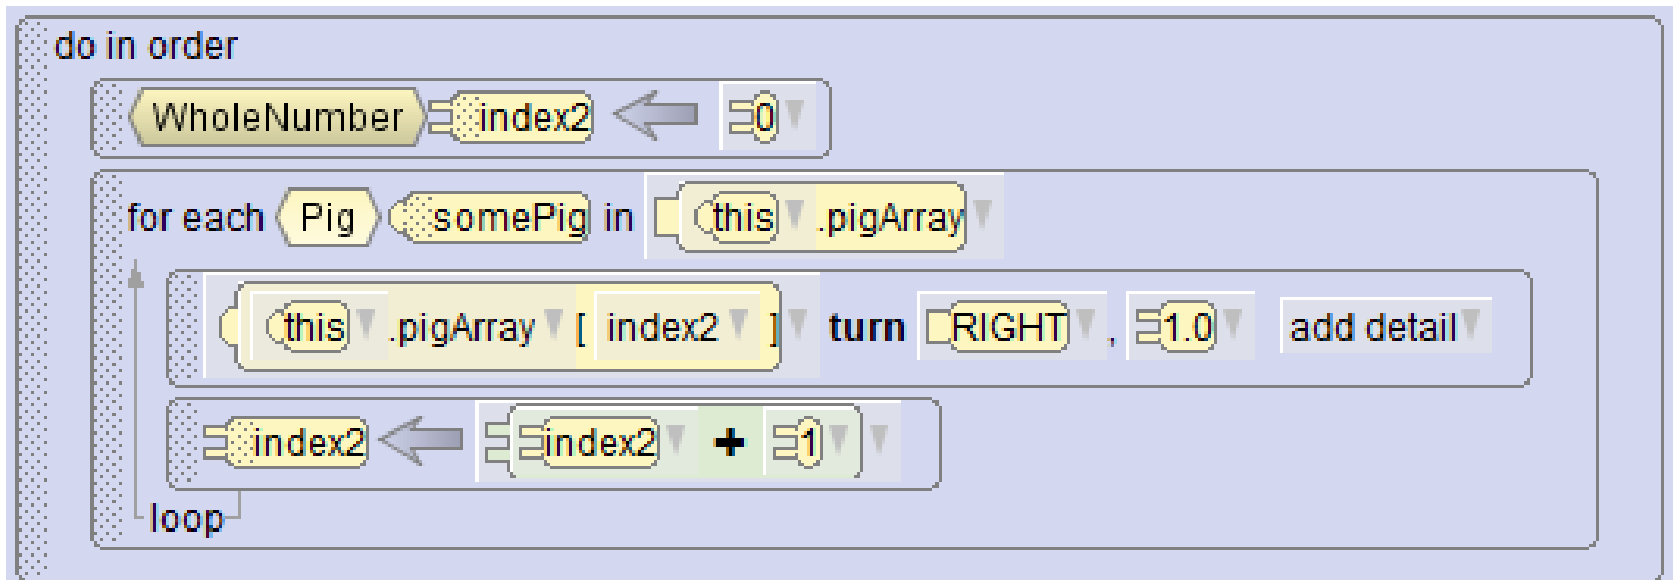 do in order
WholeNumber index2 0
for each Pig somePig in this .pigArray
this .pigArray [ index2 ] turn RIGHT , 1.0 add detail
index2 index2 + 1
loop